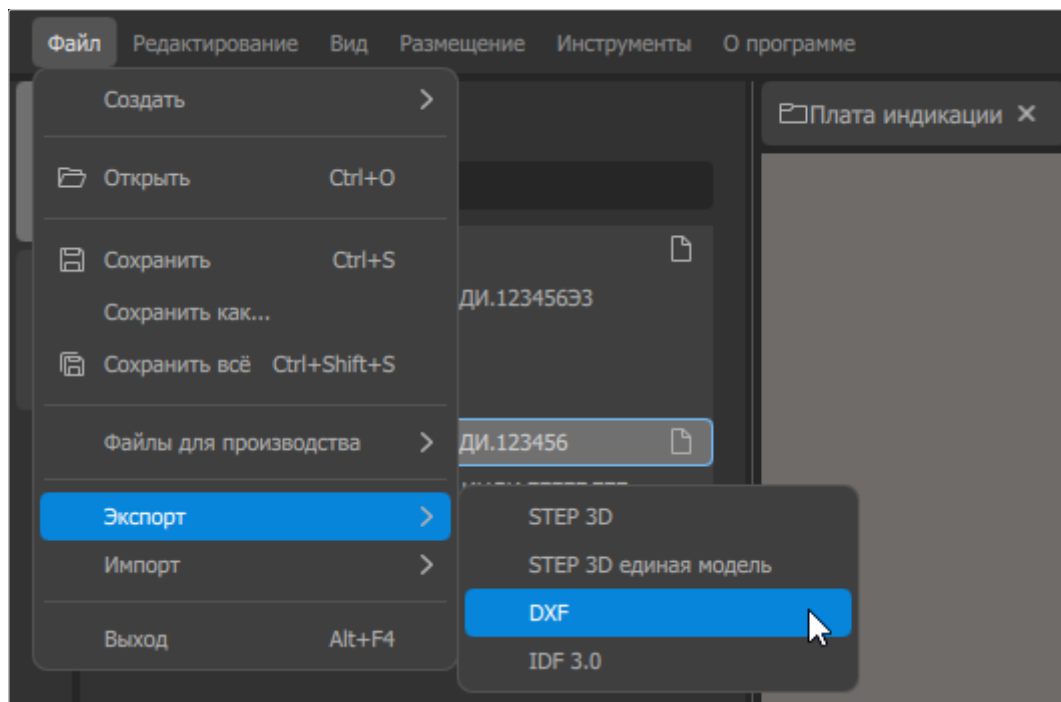 Файл Редактирование Вид Размещение Инструменты О программе
Создать
Плата индикации
Открыть Ctrl+O
Сохранить Ctrl+S
ДИ.123456Э3
Сохранить как...
Сохранить всё Ctrl+Shift+S
Файлы для производства
ДИ.123456
Экспорт
STEP 3D
Импорт
STEP 3D единая модель
DXF
Выход Alt+F4
IDF 3.0